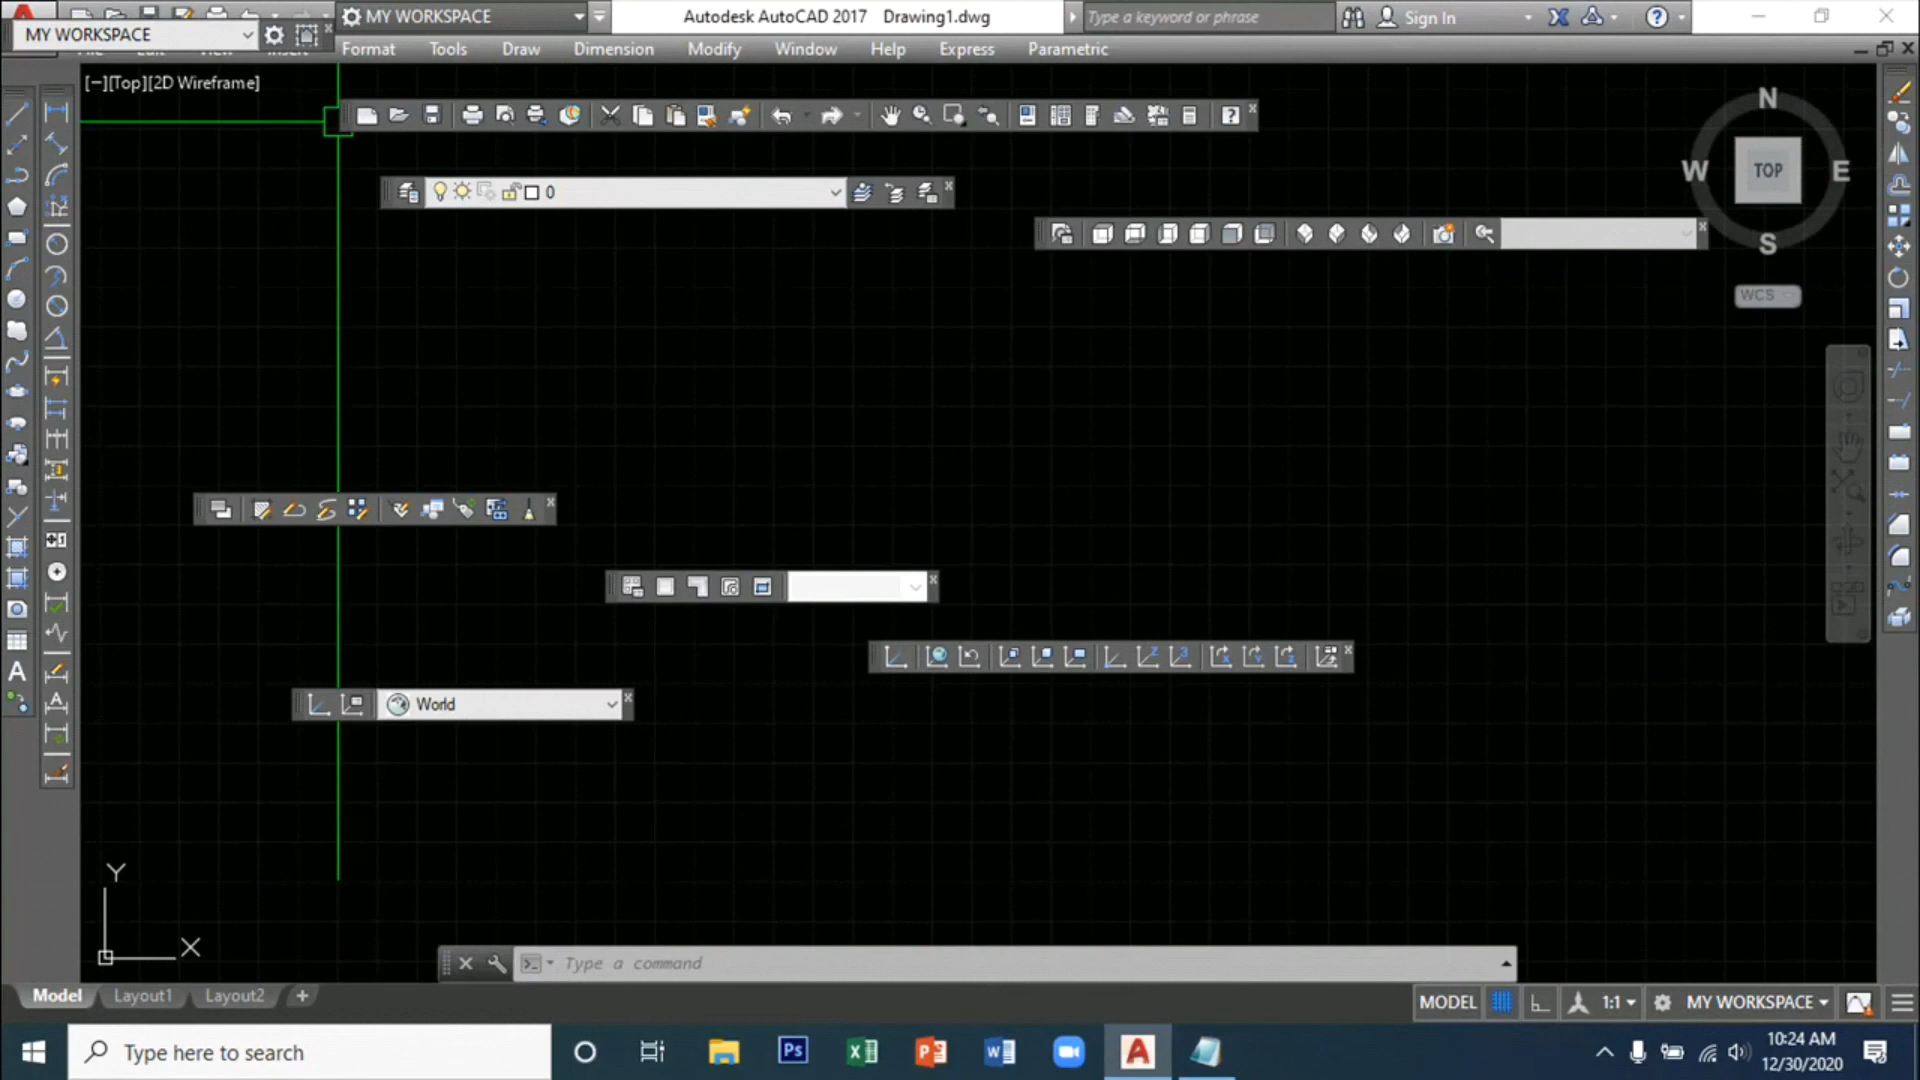 MY WORKSPACE
Autodesk AutoCAD 2017 Drawing1.dwg
Type a keyword or phrase
Sign In
MY WORKSPACE
Format Tools Draw Dimension Modify Window Help Express Parametric
[−][Top][2D Wireframe]
N
W TOP E
S
WCS
0
World
Y
X
Type a command
Model Layout1 Layout2
MODEL 1:1 MY WORKSPACE
Type here to search
Ps
10:24 AM
12/30/2020